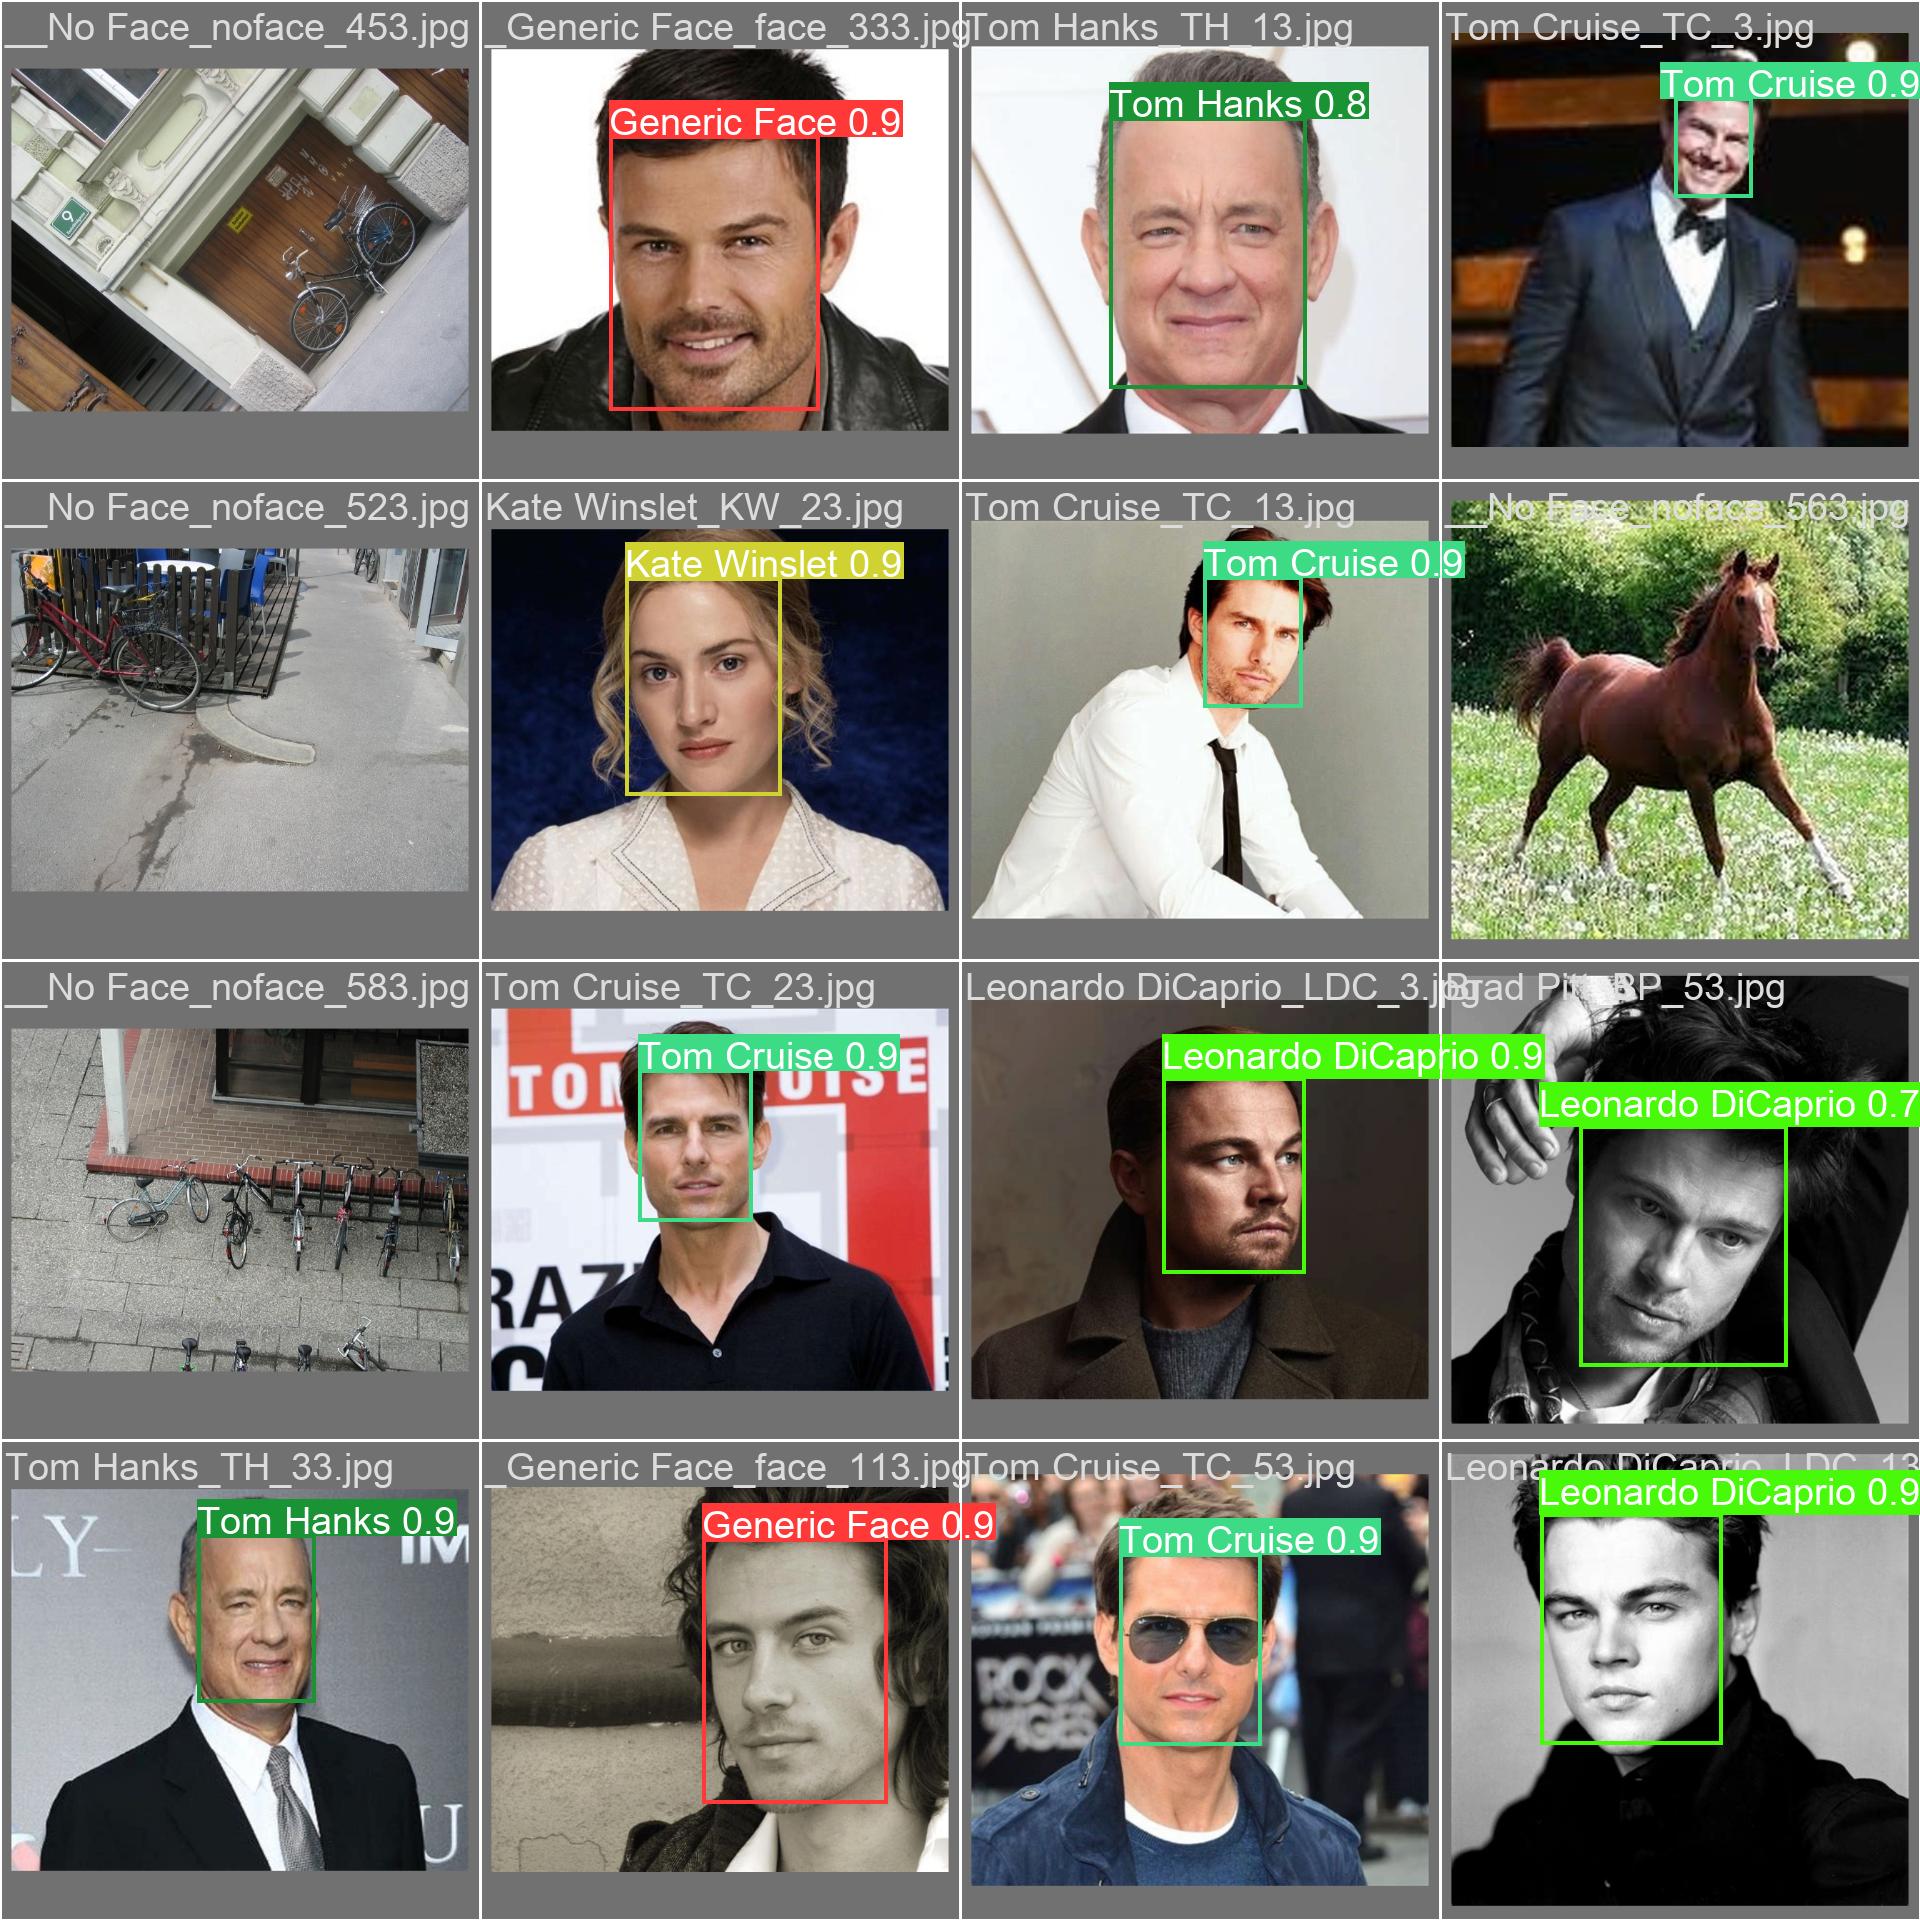 __No Face_noface_453.jpg
_Generic Face_face_333.jpg
Tom Hanks_TH_13.jpg
Tom Cruise_TC_3.jpg
Generic Face 0.9
Tom Hanks 0.8
Tom Cruise 0.9
9
__No Face_noface_523.jpg
Kate Winslet_KW_23.jpg
Tom Cruise_TC_13.jpg
__No Face_noface_563.jpg
Kate Winslet 0.9
Tom Cruise 0.9
__No Face_noface_583.jpg
Tom Cruise_TC_23.jpg
Leonardo DiCaprio_LDC_3.jpg
Brad Pitt_BP_53.jpg
Tom Cruise 0.9
Leonardo DiCaprio 0.9
Leonardo DiCaprio 0.7
TOM UISE
RAZ
C
Tom Hanks_TH_33.jpg
_Generic Face_face_113.jpg
Tom Cruise_TC_53.jpg
Leonardo DiCaprio_LDC_13
Tom Hanks 0.9
Generic Face 0.9
Tom Cruise 0.9
Leonardo DiCaprio 0.9
LY
IM
ROCK
AGES
U